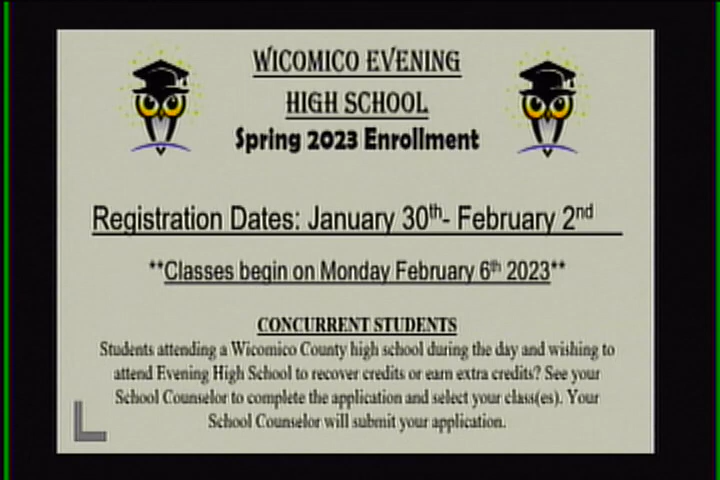 WICOMICO EVENING
HIGH SCHOOL
Spring 2023 Enrollment
Registration Dates: January 30th- February 2nd
**Classes begin on Monday February 6th 2023**
CONCURRENT STUDENTS
Students attending a Wicomico County high school during the day and wishing to
attend Evening High School to recover credits or earn extra credits? See your
School Counselor to complete the application and select your class(es). Your
School Counselor will submit your application.